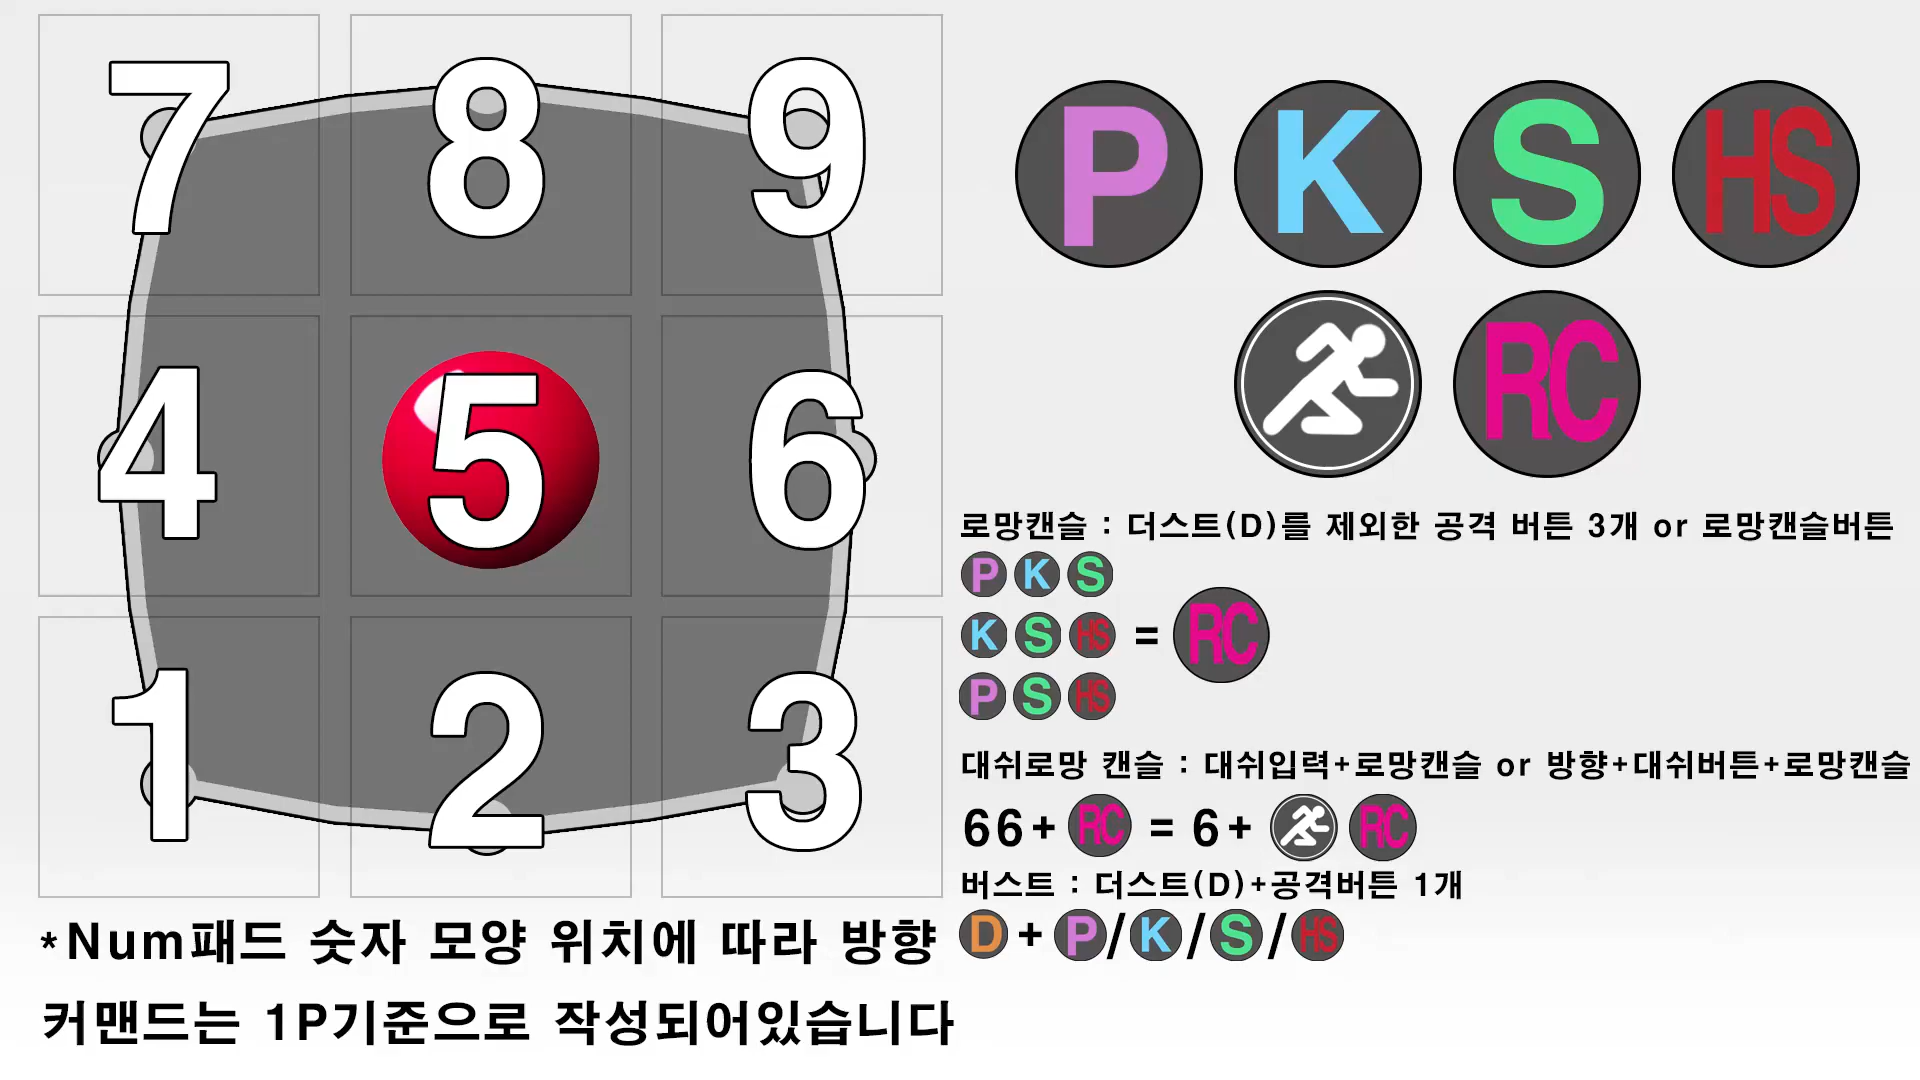 7 8 9
4 5 6
1 2 3
*Num패드 숫자 모양 위치에 따라 방향
커맨드는 1P기준으로 작성되어있습니다
P K S HS
RC
로망캔슬 : 더스트(D)를 제외한 공격 버튼 3개 or 로망캔슬버튼
P K S
K S HS = RC
P S HS
대쉬로망 캔슬 : 대쉬입력+로망캔슬 or 방향+대쉬버튼+로망캔슬
66+ RC = 6+ RC
버스트 : 더스트(D)+공격버튼 1개
D + P / K / S / HS